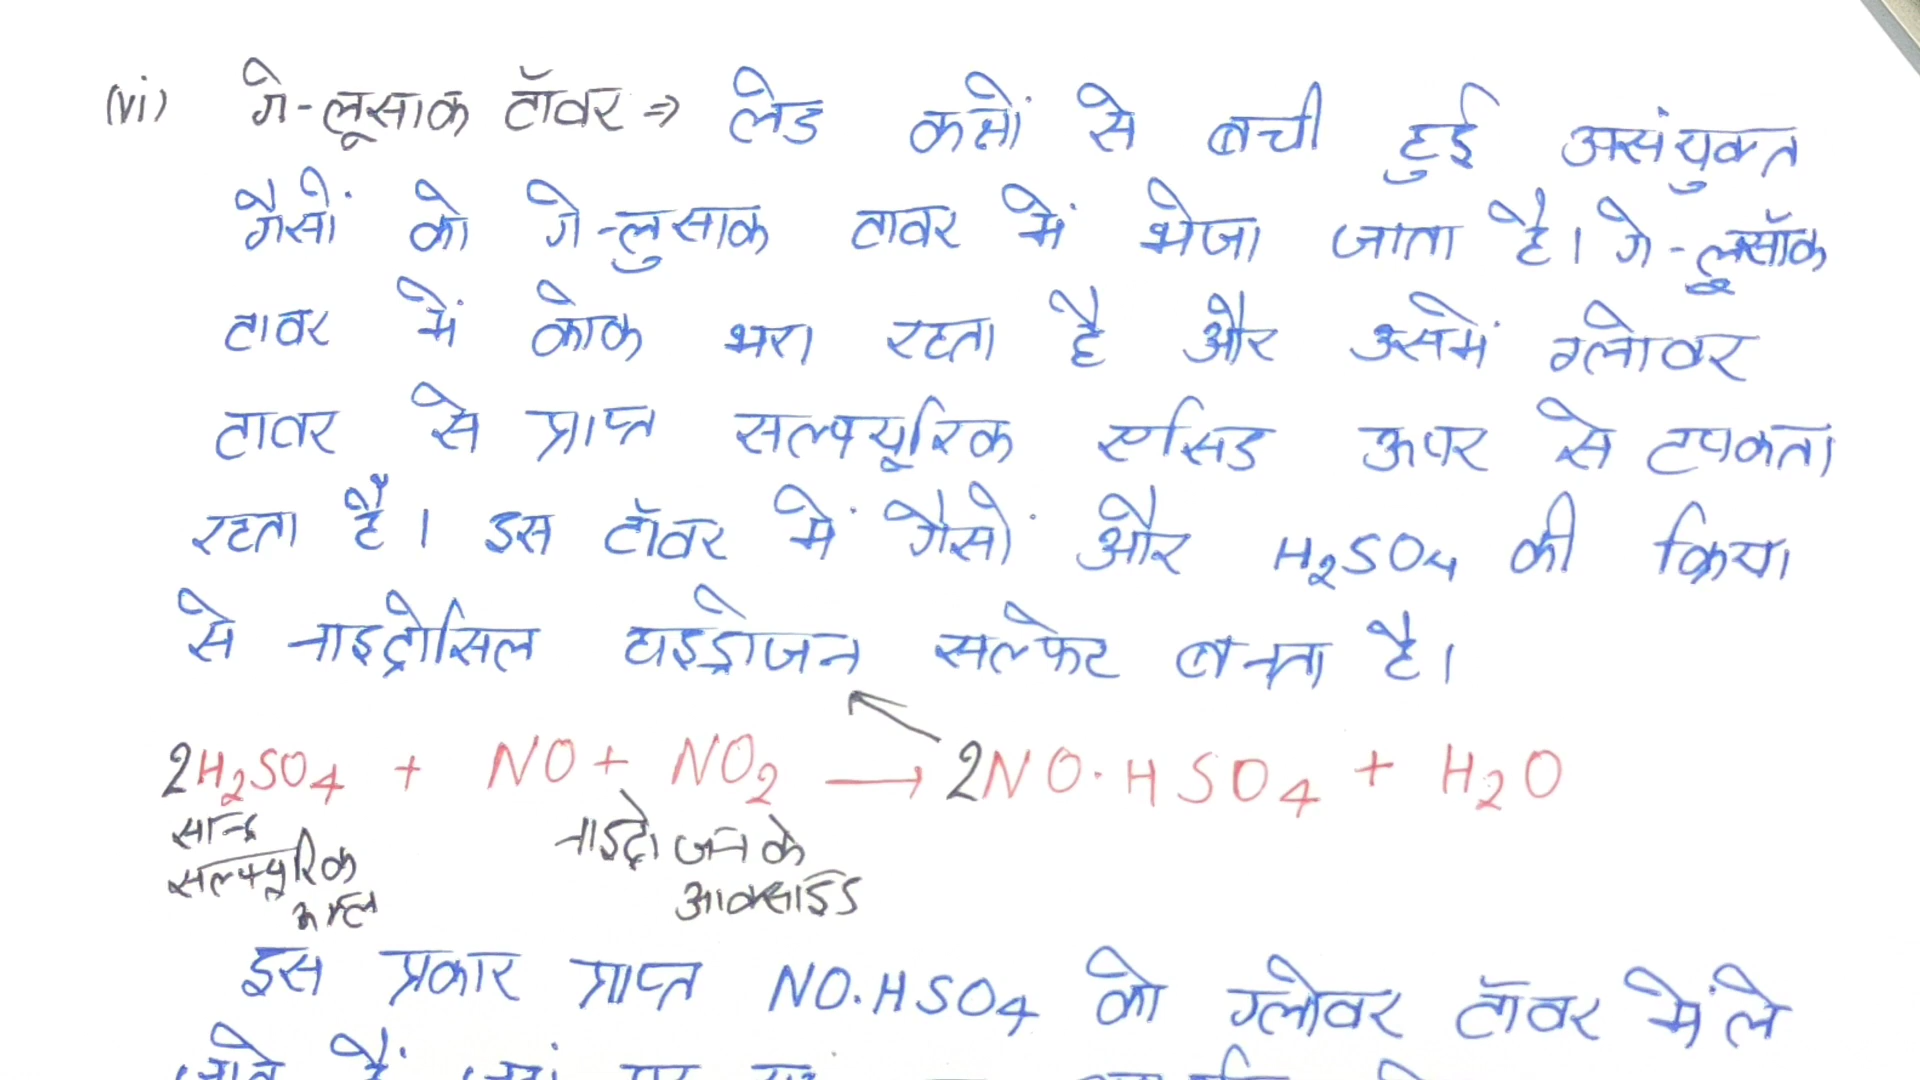 (vi) गे-लूसाक टॉवर ⇒ लेड कक्षों से बची हुई असंयुक्त
गैसों को गे-लुसाक टावर में भेजा जाता है। गे-लूसॉक
टावर में कोक भरा रहता है और उसमें ग्लोवर
टावर से प्राप्त सल्फ्यूरिक एसिड ऊपर से टपकता
रहता है। इस टॉवर में गैसों और H₂SO₄ की क्रिया
से नाइट्रोसिल हाइड्रोजन सल्फेट बनता है।
2H₂SO₄ + NO + NO₂ → 2NO·HSO₄ + H₂O
सान्द्र
सल्फ्यूरिक
अम्ल
नाइट्रोजन के
आक्साइड
इस प्रकार प्राप्त NO.HSO₄ को ग्लोवर टॉवर में ले